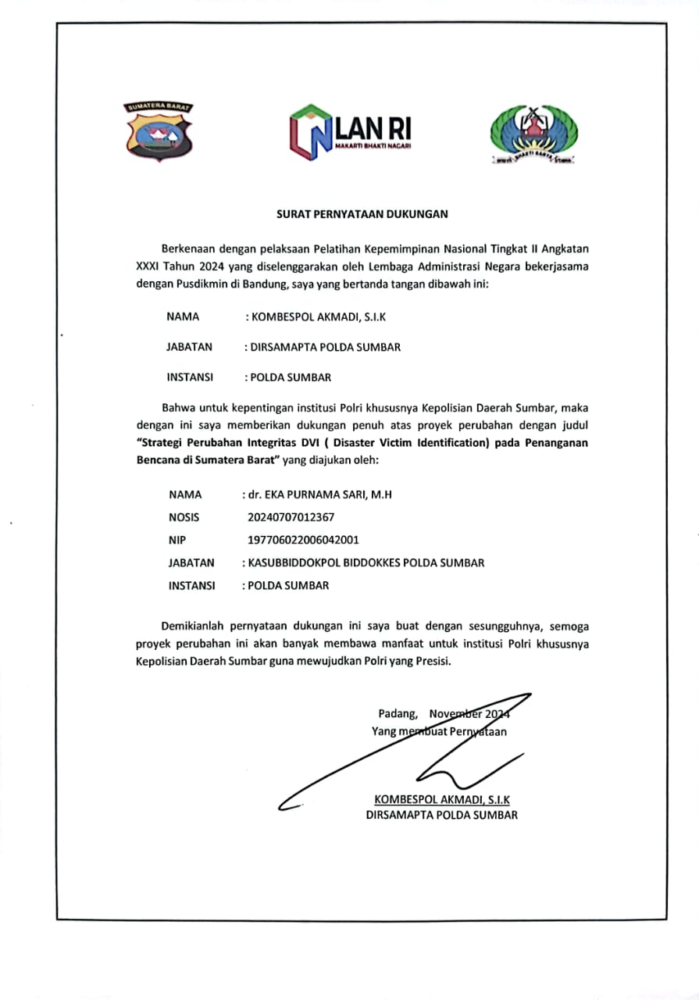 SUMATERA BARAT
LAN RI
MAKARTI BHAKTI NAGARI
SURAT PERNYATAAN DUKUNGAN
Berkenaan dengan pelaksaan Pelatihan Kepemimpinan Nasional Tingkat II Angkatan
XXXI Tahun 2024 yang diselenggarakan oleh Lembaga Administrasi Negara bekerjasama
dengan Pusdikmin di Bandung, saya yang bertanda tangan dibawah ini:
NAMA : KOMBESPOL AKMADI, S.I.K
JABATAN : DIRSAMAPTA POLDA SUMBAR
INSTANSI : POLDA SUMBAR
Bahwa untuk kepentingan institusi Polri khususnya Kepolisian Daerah Sumbar, maka
dengan ini saya memberikan dukungan penuh atas proyek perubahan dengan judul
“Strategi Perubahan Integritas DVI ( Disaster Victim Identification) pada Penanganan
Bencana di Sumatera Barat” yang diajukan oleh:
NAMA : dr. EKA PURNAMA SARI, M.H
NOSIS 20240707012367
NIP 197706022006042001
JABATAN : KASUBBIDDOKPOL BIDDOKKES POLDA SUMBAR
INSTANSI : POLDA SUMBAR
Demikianlah pernyataan dukungan ini saya buat dengan sesungguhnya, semoga
proyek perubahan ini akan banyak membawa manfaat untuk institusi Polri khususnya
Kepolisian Daerah Sumbar guna mewujudkan Polri yang Presisi.
Padang, November 2024
Yang membuat Pernyataan
KOMBESPOL AKMADI, S.I.K
DIRSAMAPTA POLDA SUMBAR